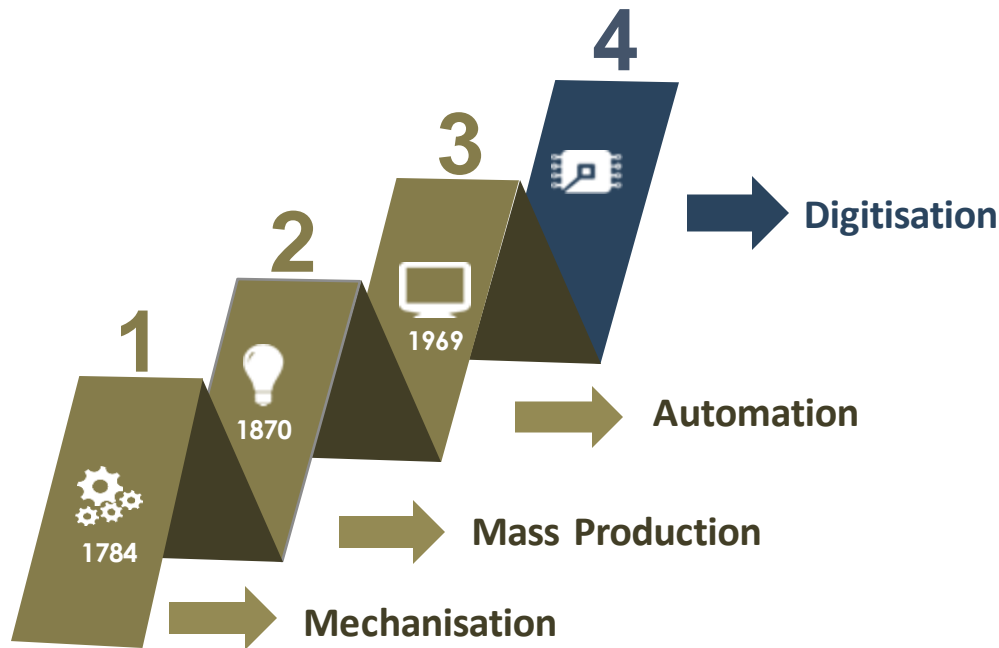 4
3
Digitisation
2
1969
1
Automation
1870
Mass Production
1784
Mechanisation